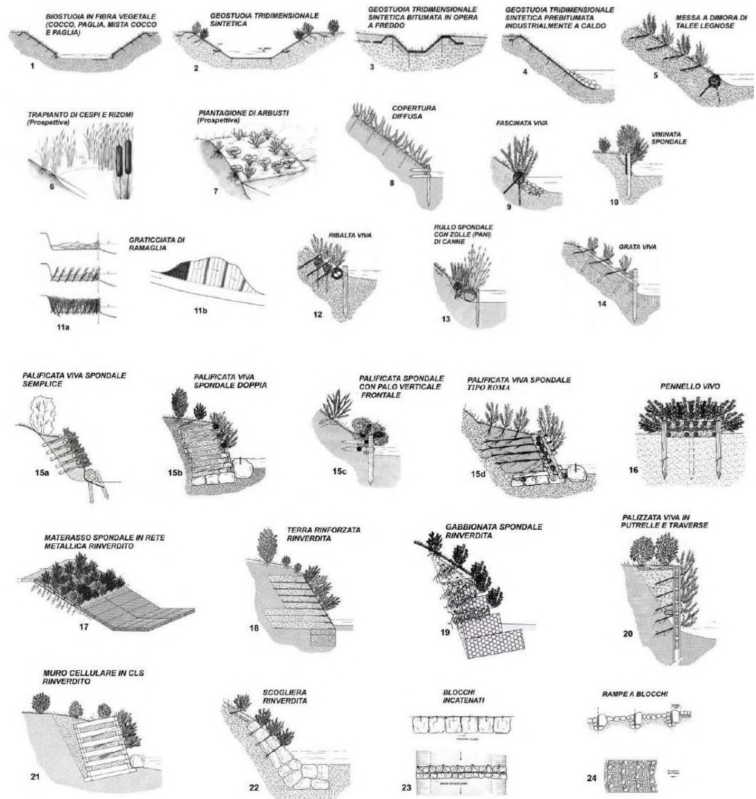 BIOSTUOIA IN FIBRA VEGETALE
(COCCO, PAGLIA, MISTA COCCO
E PAGLIA)
1
GEOSTUOIA TRIDIMENSIONALE
SINTETICA
2
GEOSTUOIA TRIDIMENSIONALE
SINTETICA BITUMATA IN OPERA
A FREDDO
3
GEOSTUOIA TRIDIMENSIONALE
SINTETICA PREBITUMATA
INDUSTRIALMENTE A CALDO
4
MESSA A DIMORA DI
TALEE LEGNOSE
5
TRAPIANTO DI CESPI E RIZOMI
(Prospettiva)
6
PIANTAGIONE DI ARBUSTI
(Prospettiva)
7
COPERTURA
DIFFUSA
8
FASCINATA VIVA
9
VIMINATA
SPONDALE
10
GRATICCIATA DI
RAMAGLIA
11a
11b
RIBALTA VIVA
12
RULLO SPONDALE
CON ZOLLE (PANI)
DI CANNE
13
GRATA VIVA
14
PALIFICATA VIVA SPONDALE
SEMPLICE
15a
PALIFICATA VIVA
SPONDALE DOPPIA
15b
PALIFICATA SPONDALE
CON PALO VERTICALE
FRONTALE
15c
PALIFICATA VIVA SPONDALE
TIPO ROMA
15d
PENNELLO VIVO
16
MATERASSO SPONDALE IN RETE
METALLICA RINVERDITO
17
TERRA RINFORZATA
RINVERDITA
18
GABBIONATA SPONDALE
RINVERDITA
19
PALIZZATA VIVA IN
PUTRELLE E TRAVERSE
20
MURO CELLULARE IN CLS
RINVERDITO
21
SCOGLIERA
RINVERDITA
22
BLOCCHI
INCATENATI
23
RAMPE A BLOCCHI
24